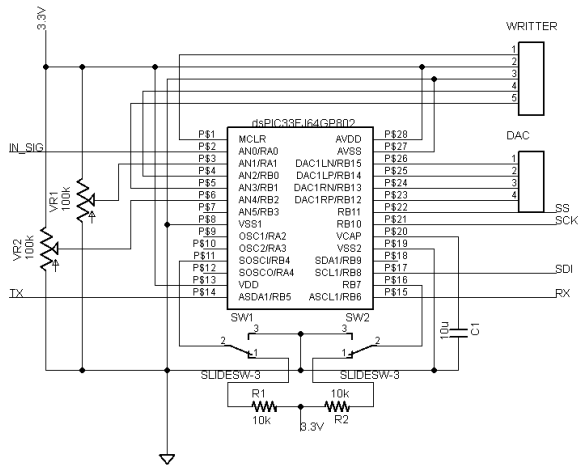 3.3V
WRITTER
1
2
3
4
5
dsPIC33FJ64GP802
DAC
1
2
3
4
IN_SIG
P$1 MCLR AVDD P$28
P$2 AN0/RA0 AVSS P$27
P$3 AN1/RA1 DAC1LN/RB15 P$26
P$4 AN2/RB0 DAC1LP/RB14 P$25
P$5 AN3/RB1 DAC1RN/RB13 P$24
P$6 AN4/RB2 DAC1RP/RB12 P$23
P$7 AN5/RB3 RB11 P$22 SS
P$8 VSS1 RB10 P$21 SCK
P$9 OSC1/RA2 VCAP P$20
P$10 OSC2/RA3 VSS2 P$19
P$11 SOSCI/RB4 SDA1/RB9 P$18
P$12 SOSCO/RA4 SCL1/RB8 P$17 SDI
P$13 VDD RB7 P$16
TX P$14 ASDA1/RB5 ASCL1/RB6 P$15 RX
VR1
100k
VR2
100k
SW1 SW2
3 3
2 2
1 1
SLIDESW-3 SLIDESW-3
10u
C1
R1 10k
10k R2
3.3V